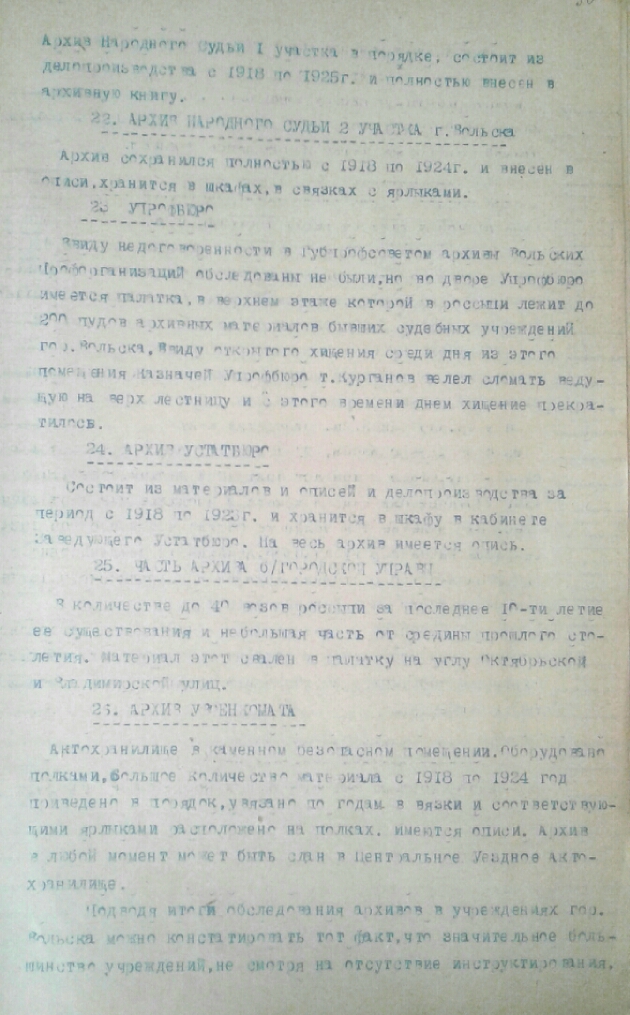 Архив Народного Судьи I участка в порядке, состоит из
делопроизводства с 1918 по 1925г. и полностью внесен в
архивную книгу.
22. АРХИВ НАРОДНОГО СУДЬИ 2 УЧАСТКА г.Вольска
Архив сохранился полностью с 1918 по 1924г. и внесен в
описи,хранится в шкафах,в связках с ярлыками.
23 УПРОФБЮРО
Ввиду недоговоренности в Губпрофсоветом архивы Вольских
Профорганизаций обследованы не были,но во дворе Упрофбюро
имеется палатка,в верхнем этаже которой в россыпи лежит до
200 пудов архивных материалов бывших судебных учреждений
гор.Вольска,Ввиду открытого хищения среди дня из этого
помещения Казначей Упрофбюро т.Курганов велел сломать веду-
щую на верх лестницу и с этого времени днем хищение прекра-
тилось.
24. АРХИВ УСТАТБЮРО
Состоит из материалов и описей и делопроизводства за
период с 1918 по 1923г. и хранится в шкафу в кабинете
Заведующего Устатбюро. На весь архив имеется опись.
25. ЧАСТЬ АРХИВА б/ГОРОДСКОЙ УПРАВЫ
В количестве до 40 возов россыпи за последнее 10-ти летие
ее существования и небольшая часть от средины прошлого сто-
летия. Материал этот свален в палатку на углу Октябрьской
и Владимирской улиц.
26. АРХИВ УВОЕНКОМАТА
Актохранилище в каменном безопасном помещении.Оборудовано
полками,большое количество материала с 1918 по 1924 год
приведено в порядок,увязано по годам в вязки и соответствую-
щими ярлыками расположено на полках. имеются описи. Архив
в любой момент может быть сдан в Центральное Уездное Акто-
хранилище.
Подводя итоги обследования архивов в учреждениях гор.
Вольска можно констатировать тот факт,что значительное боль-
шинство учреждений,не смотря на отсутствие инструктирования,